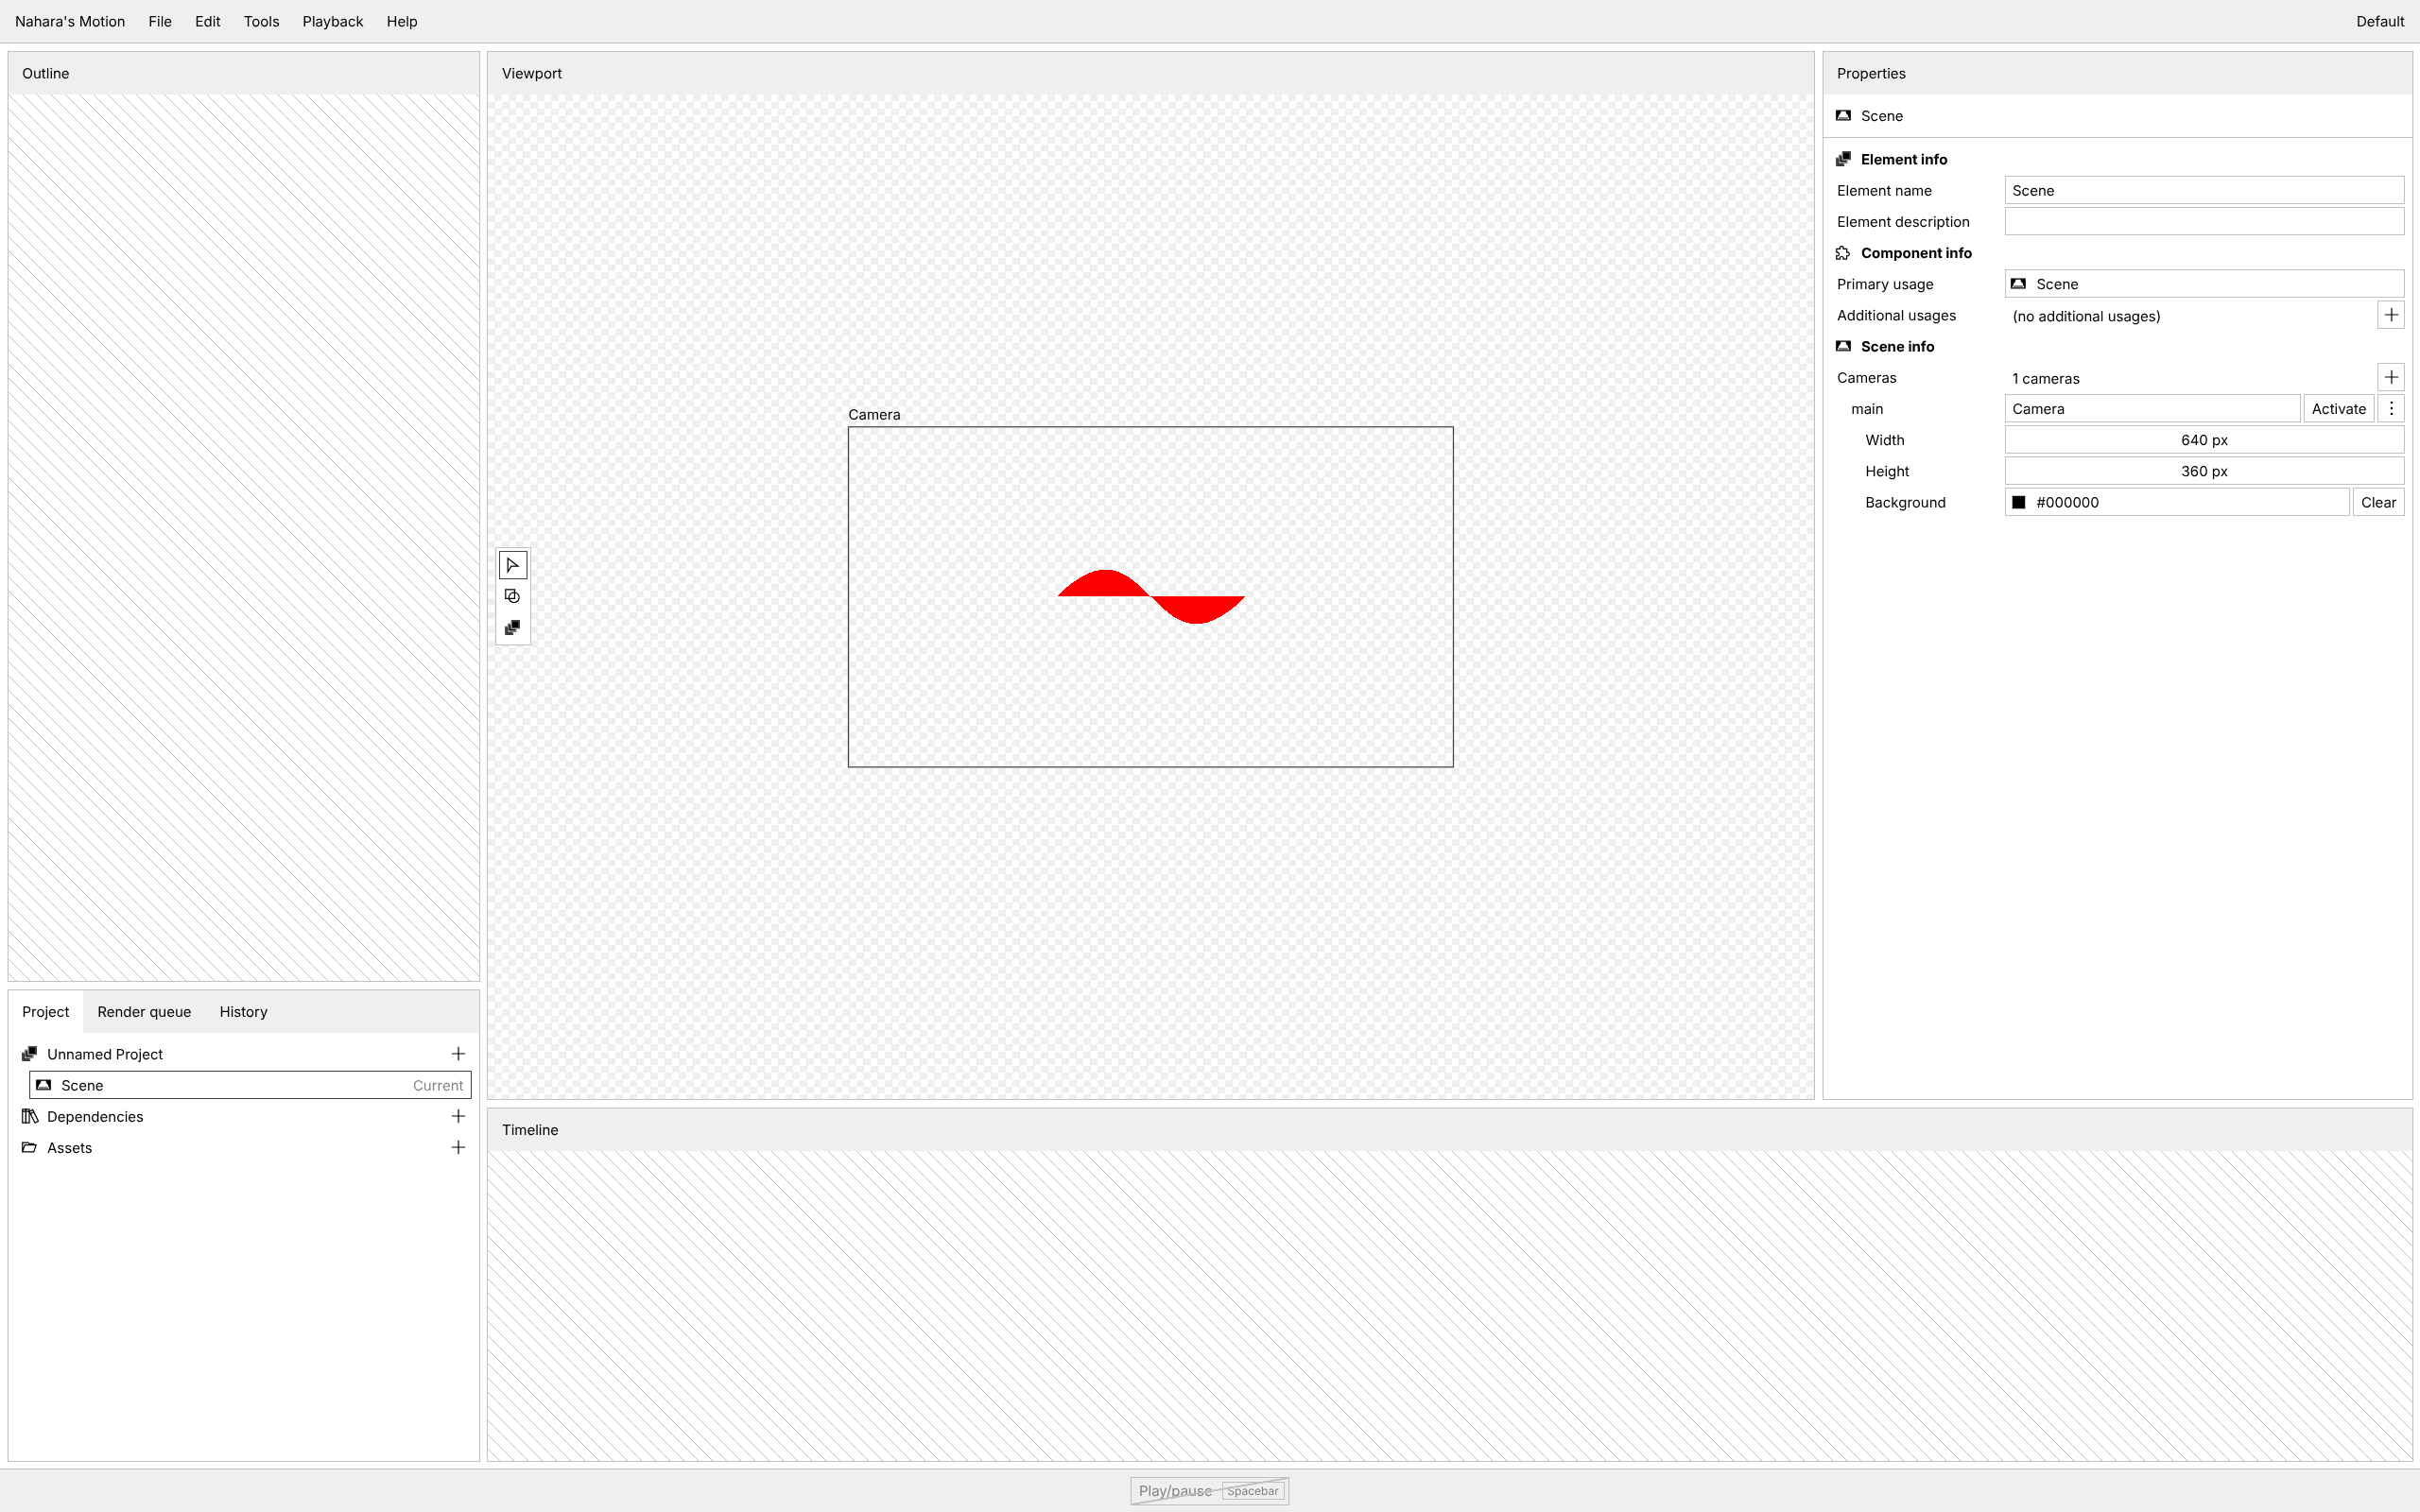 Nahara's Motion File Edit Tools Playback Help Default
Outline
Viewport
Camera
Properties
Scene
Element info
Element name Scene
Element description
Component info
Primary usage Scene
Additional usages (no additional usages)
Scene info
Cameras 1 cameras
main Camera Activate
Width 640 px
Height 360 px
Background #000000 Clear
Project Render queue History
Unnamed Project
Scene Current
Dependencies
Assets
Timeline
Play/pause Spacebar